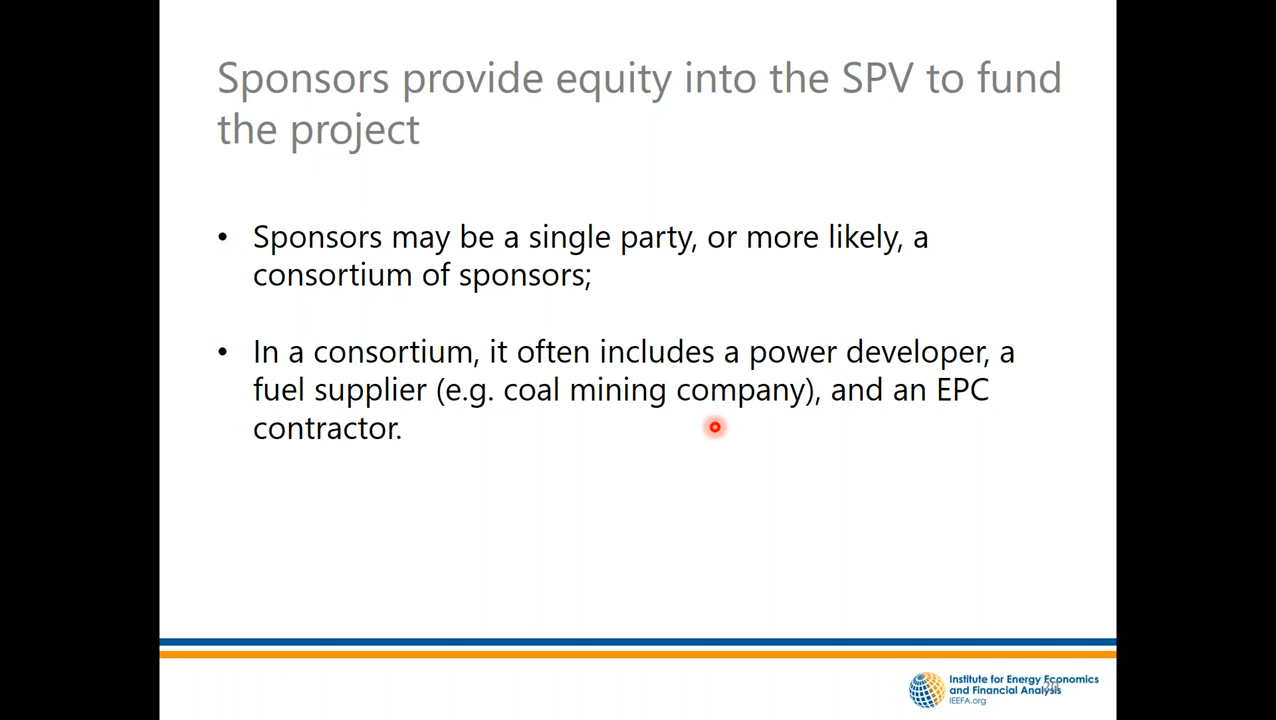 Sponsors provide equity into the SPV to fund
the project
• Sponsors may be a single party, or more likely, a
consortium of sponsors;
• In a consortium, it often includes a power developer, a
fuel supplier (e.g. coal mining company), and an EPC
contractor.
Institute for Energy Economics
and Financial Analysis
IEEFA.org